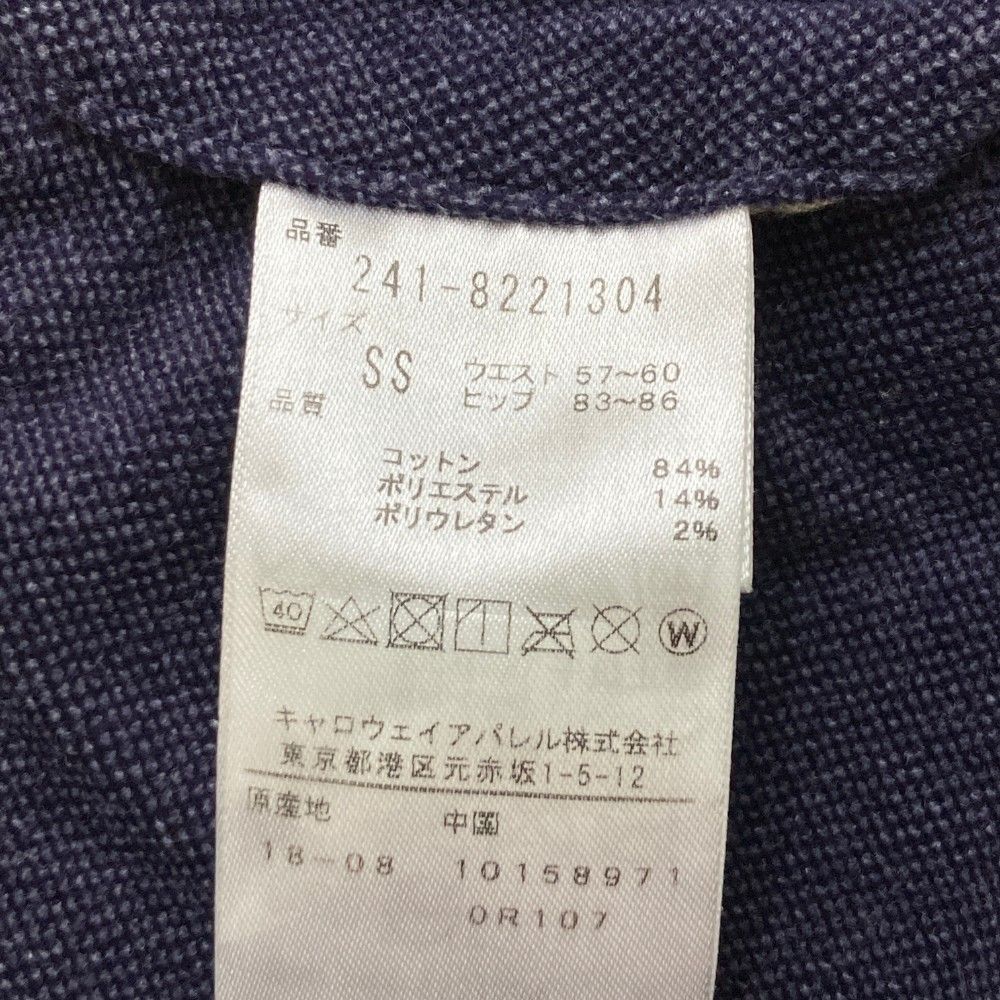 品番
241-8221304
サイズ
SS ウエスト 57〜60
ヒップ 83〜86
品質
コットン 84%
ポリエステル 14%
ポリウレタン 2%
40
W
キャロウェイアパレル株式会社
東京都港区元赤坂1-5-12
原産地 中国
18-08 10158971
0R107